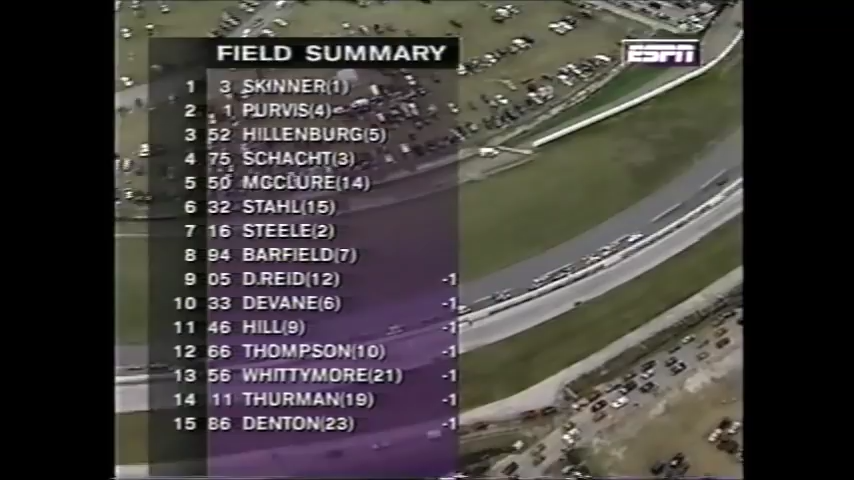 FIELD SUMMARY
ESPN
1 3 SKINNER(1)
2 1 PURVIS(4)
3 52 HILLENBURG(5)
4 75 SCHACHT(3)
5 50 MCCLURE(14)
6 32 STAHL(15)
7 16 STEELE(2)
8 94 BARFIELD(7)
9 05 D.REID(12) -1
10 33 DEVANE(6) -1
11 46 HILL(9) -1
12 66 THOMPSON(10) -1
13 56 WHITTYMORE(21) -1
14 11 THURMAN(19) -1
15 86 DENTON(23) -1